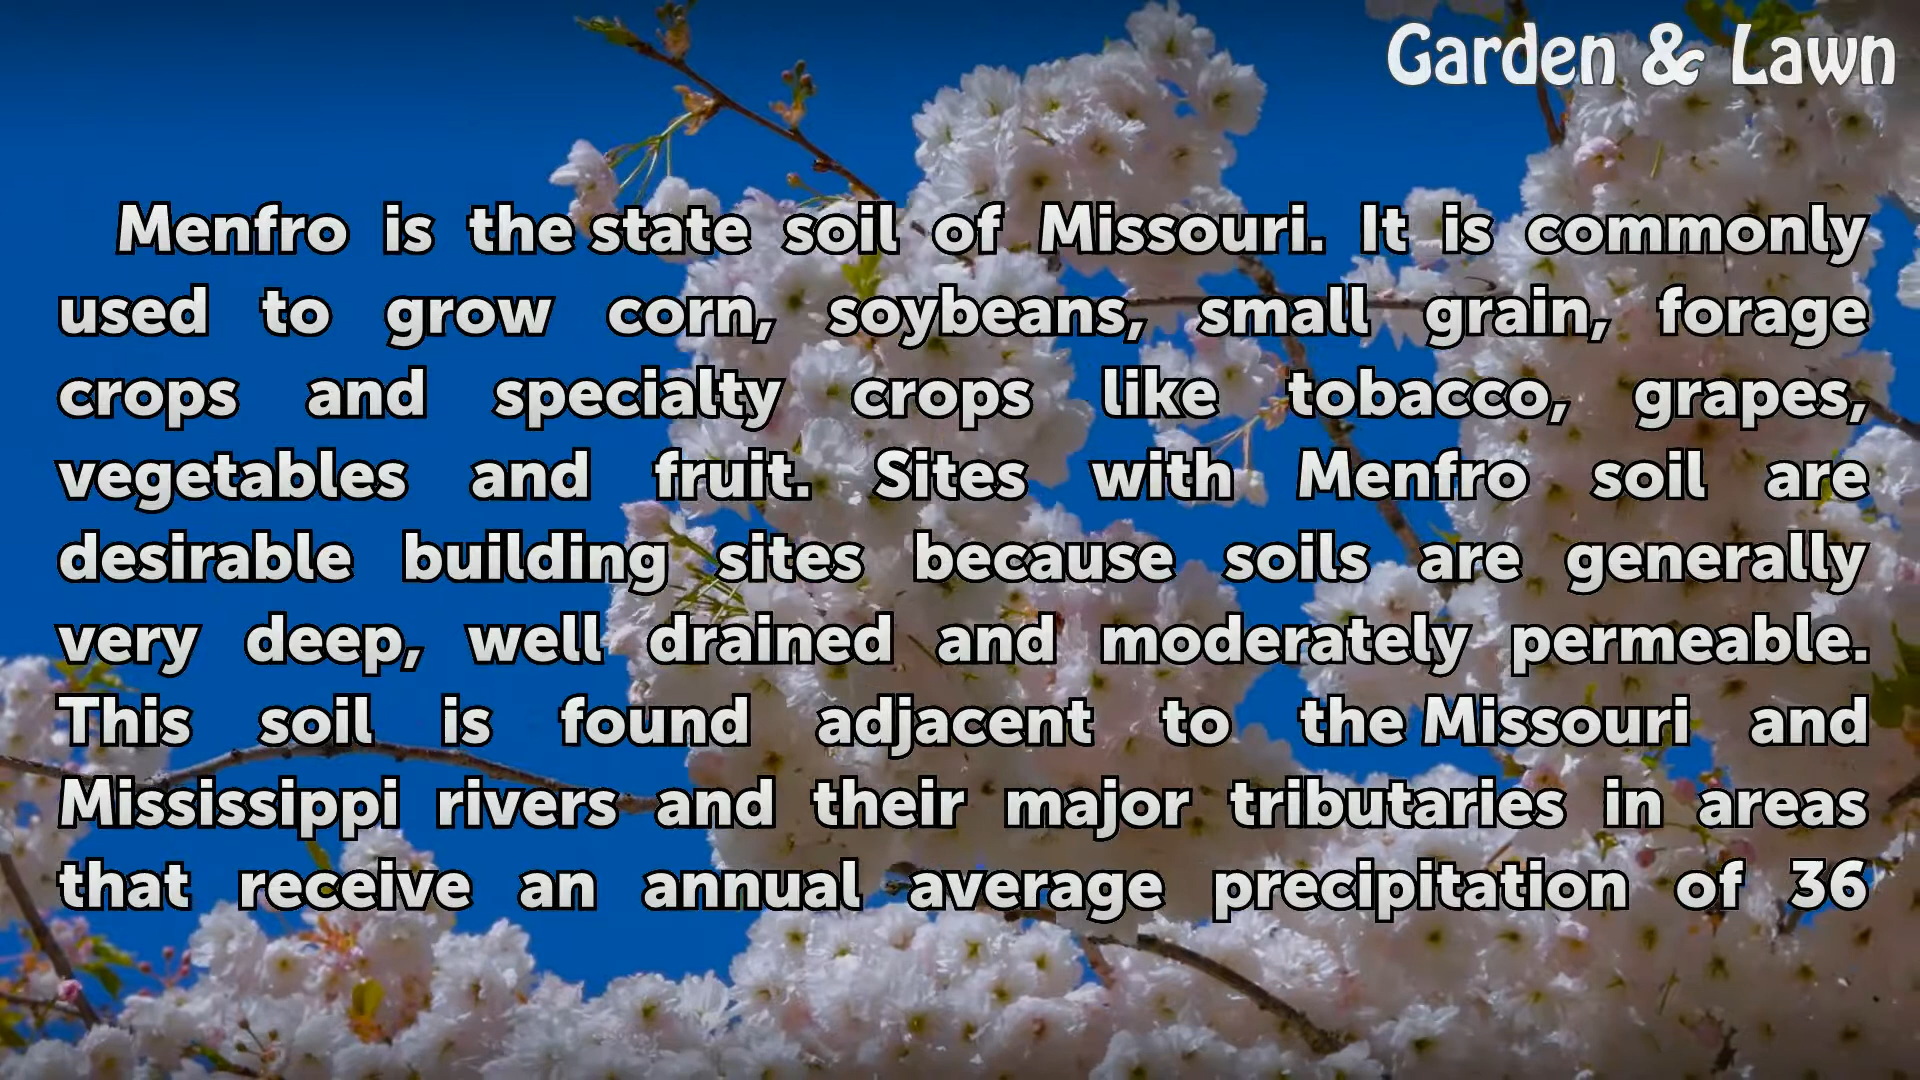 Garden & Lawn
Menfro is the state soil of Missouri. It is commonly
used to grow corn, soybeans, small grain, forage
crops and specialty crops like tobacco, grapes,
vegetables and fruit. Sites with Menfro soil are
desirable building sites because soils are generally
very deep, well drained and moderately permeable.
This soil is found adjacent to the Missouri and
Mississippi rivers and their major tributaries in areas
that receive an annual average precipitation of 36